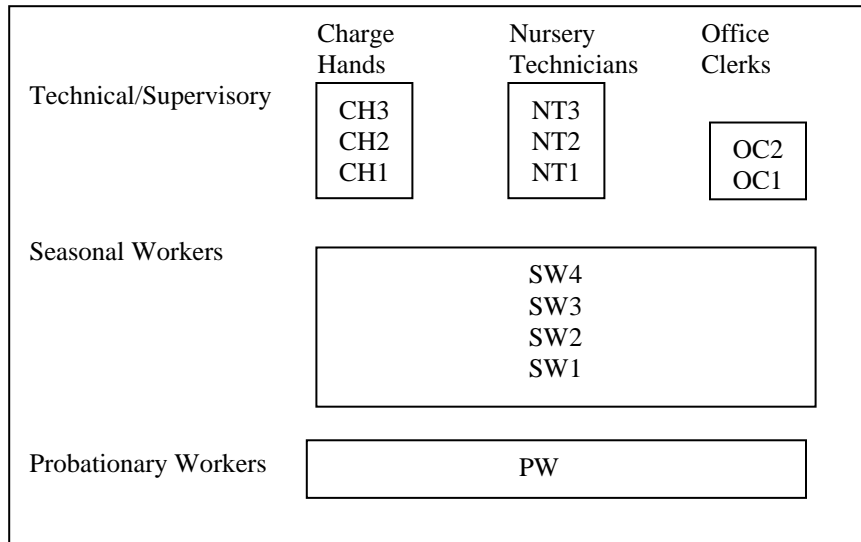 Charge Hands
Nursery Technicians
Office Clerks
Technical/Supervisory
CH3
CH2
CH1
NT3
NT2
NT1
OC2
OC1
Seasonal Workers
SW4
SW3
SW2
SW1
Probationary Workers
PW